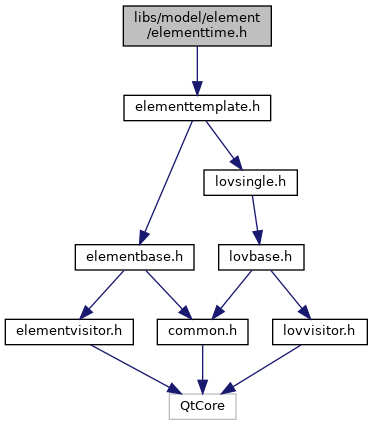 libs/model/element
/elementtime.h
elementtemplate.h
lovsingle.h
elementbase.h
lovbase.h
elementvisitor.h
common.h
lovvisitor.h
QtCore